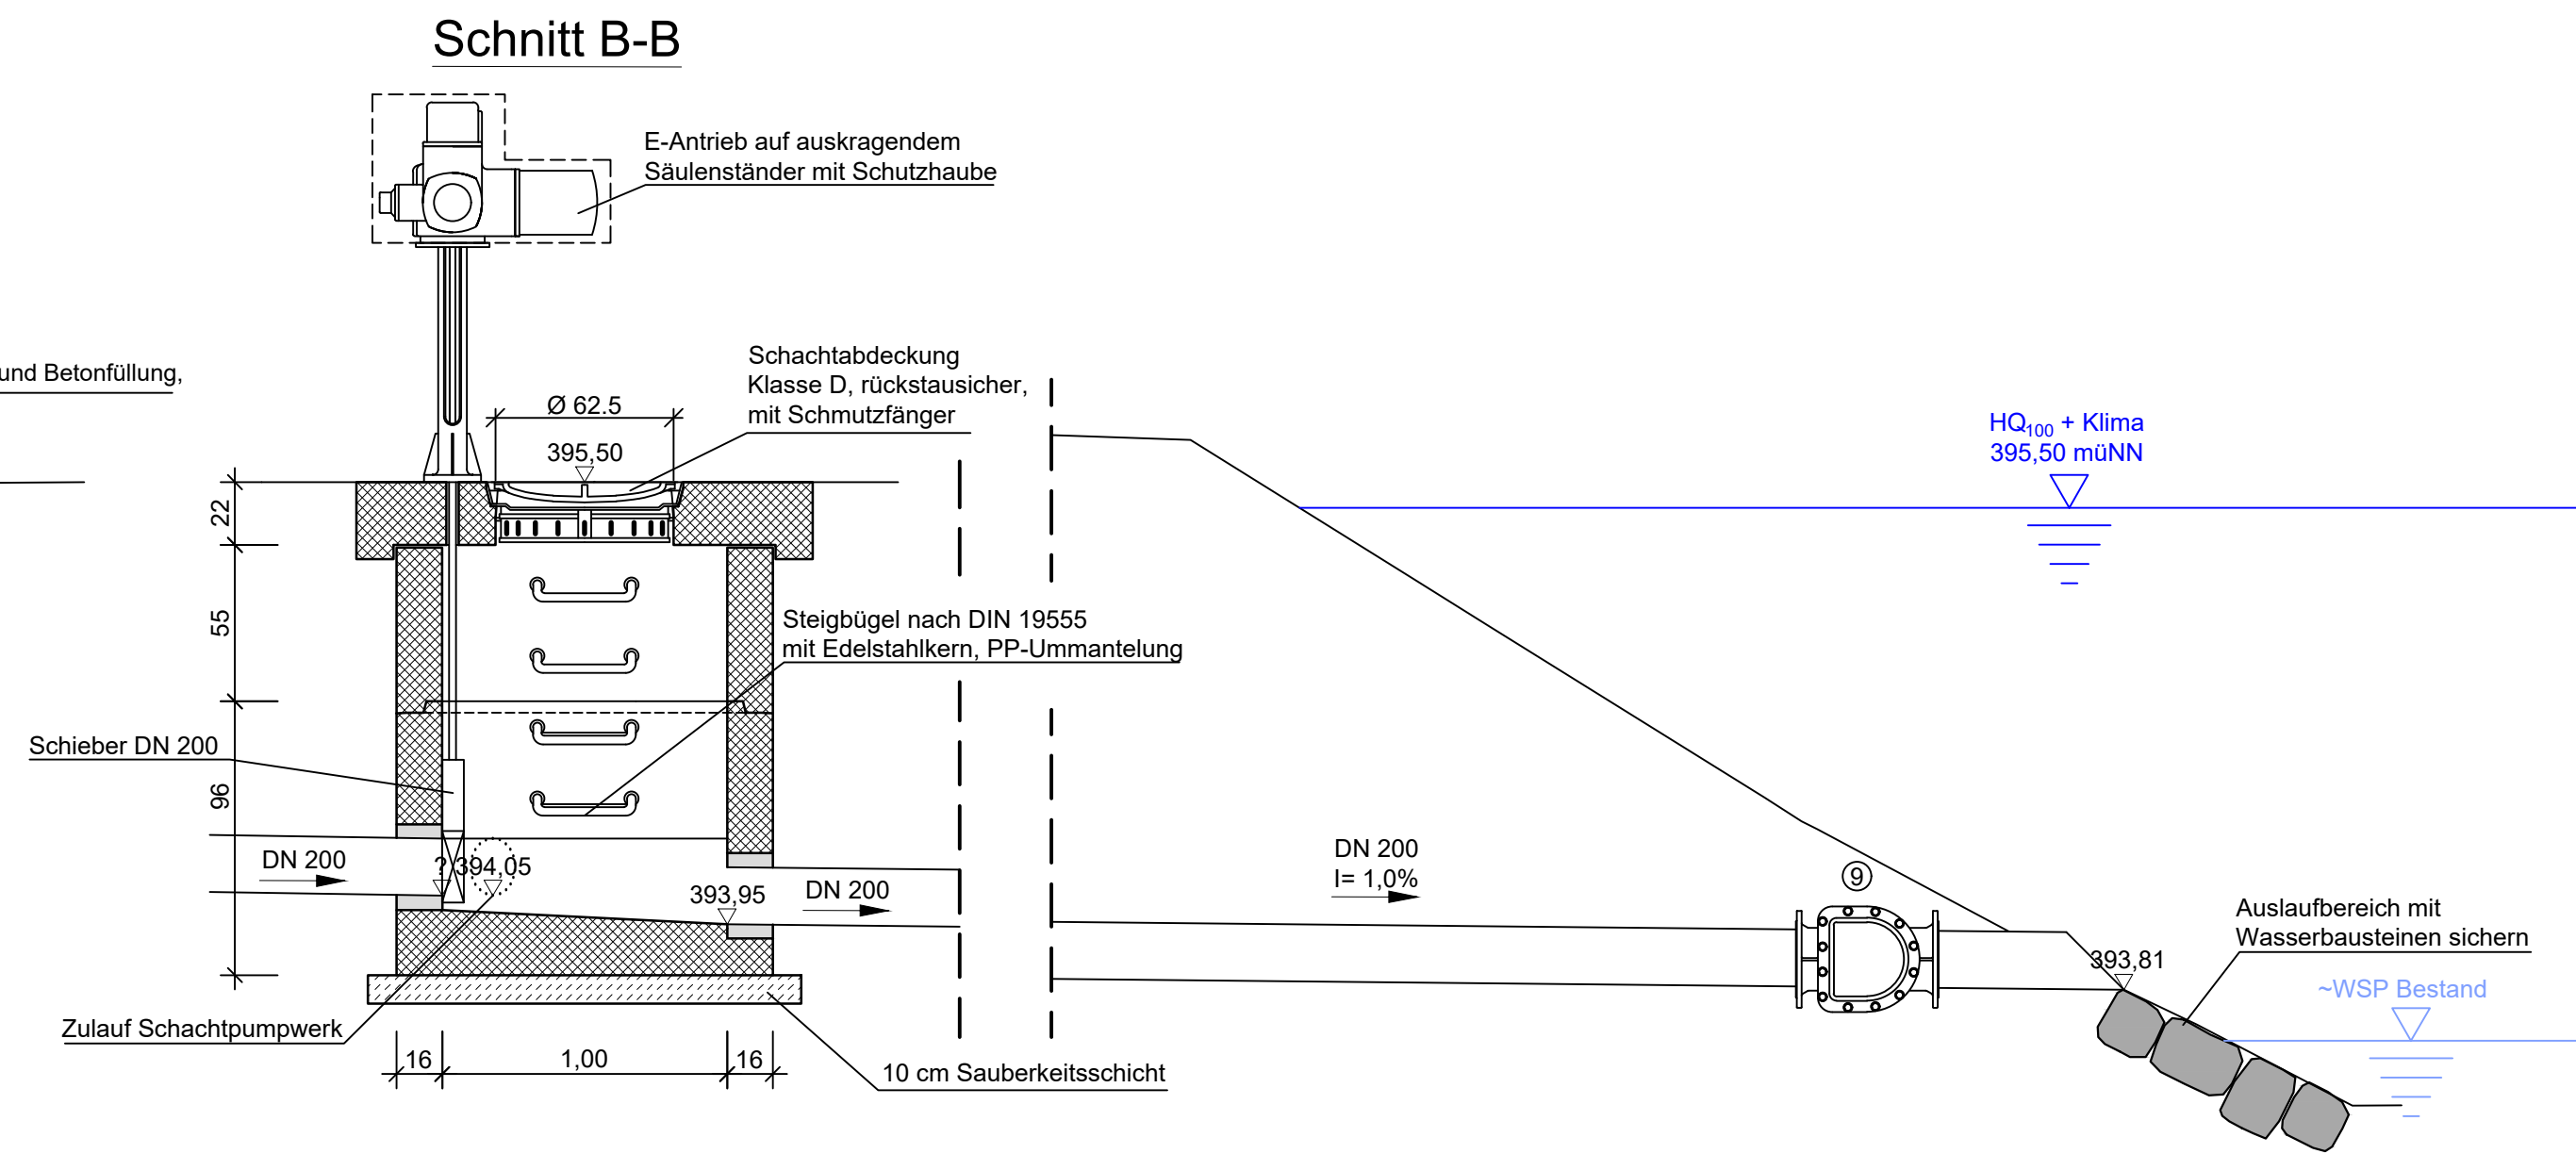 Schnitt B-B
E-Antrieb auf auskragendem
Säulenständer mit Schutzhaube
und Betonfüllung,
Schachtabdeckung
Klasse D, rückstausicher,
mit Schmutzfänger
Ø 62.5
395,50
HQ100 + Klima
395,50 müNN
22
55
96
Steigbügel nach DIN 19555
mit Edelstahlkern, PP-Ummantelung
Schieber DN 200
DN 200
? 394,05
393,95
DN 200
DN 200
I= 1,0%
9
Auslaufbereich mit
Wasserbausteinen sichern
393,81
~WSP Bestand
Zulauf Schachtpumpwerk
16
1,00
16
10 cm Sauberkeitsschicht